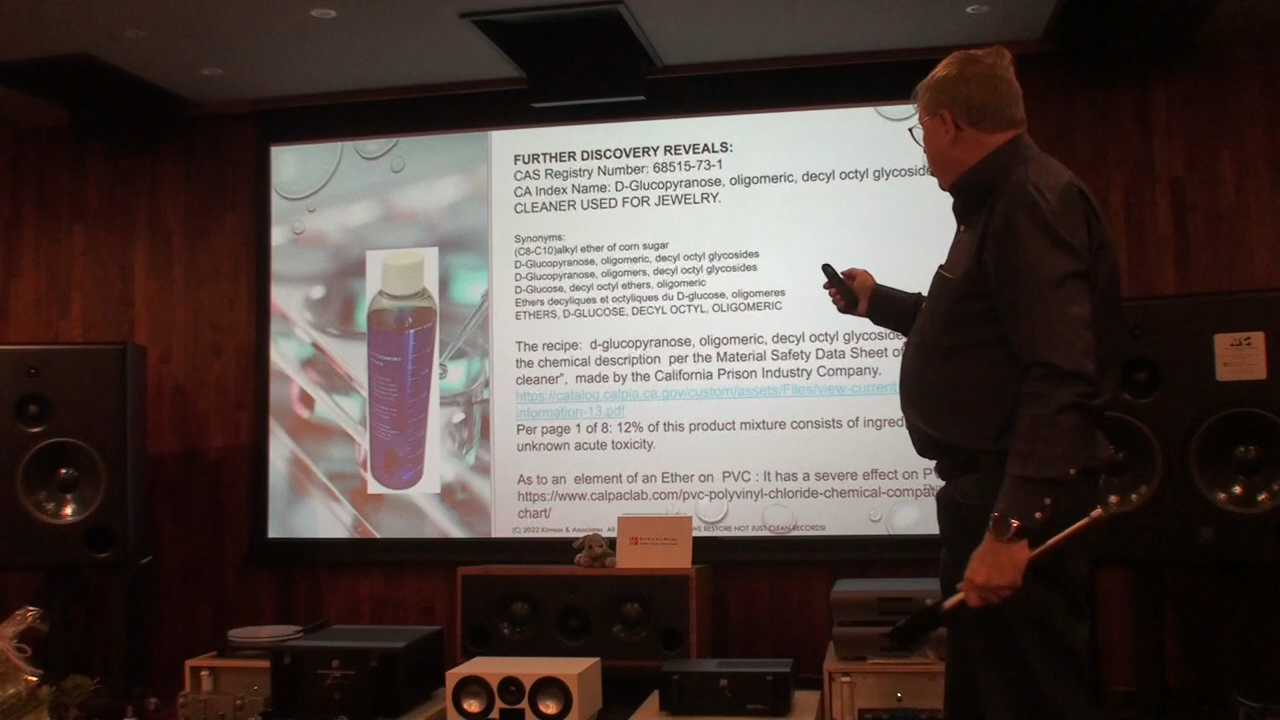 FURTHER DISCOVERY REVEALS:
CAS Registry Number: 68515-73-1
CA Index Name: D-Glucopyranose, oligomeric, decyl octyl glycoside
CLEANER USED FOR JEWELRY.
Synonyms:
(C8-C10)alkyl ether of corn sugar
D-Glucopyranose, oligomeric, decyl octyl glycosides
D-Glucopyranose, oligomers, decyl octyl glycosides
D-Glucose, decyl octyl ethers, oligomeric
Ethers decyliques et octyliques du D-glucose, oligomeres
ETHERS, D-GLUCOSE, DECYL OCTYL, OLIGOMERIC
The recipe: d-glucopyranose, oligomeric, decyl octyl glycoside
the chemical description per the Material Safety Data Sheet of
cleaner", made by the California Prison Industry Company.
https://catalog.calpia.ca.gov/custom/assets/Files/view-current
information-13.pdf
Per page 1 of 8: 12% of this product mixture consists of ingred
unknown acute toxicity.
As to an element of an Ether on PVC : It has a severe effect on P
https://www.calpaclab.com/pvc-polyvinyl-chloride-chemical-compati
chart/
(C) 2022 & Associates. All WE RESTORE NOT JUST CLEAN RECORDS!